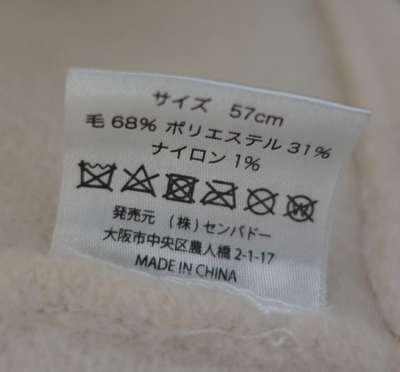 サイズ 57cm
毛 68% ポリエステル 31%
ナイロン 1%
発売元 (株)センバドー
大阪市中央区農人橋 2-1-17
MADE IN CHINA